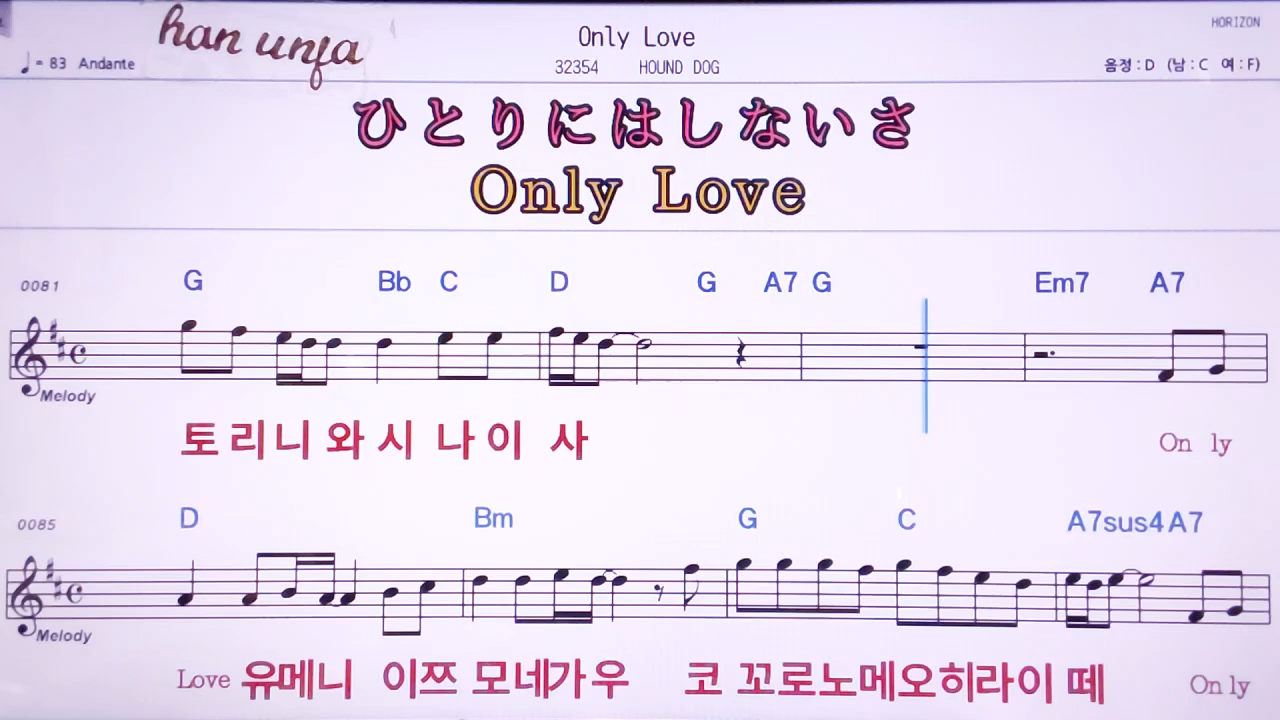 han unja
Only Love
HORIZON
♩= 83 Andante
32354 HOUND DOG
음정 : D (남 : C 여 : F)
ひとりにはしないさ
Only Love
0081 G Bb C D G A7 G Em7 A7
Melody
토 리 니 와 시 나 이 사 On ly
0085 D Bm G C A7sus4 A7
Melody
Love 유메니 이쯔 모네가우 코 꼬로노메오히라이 떼 On ly